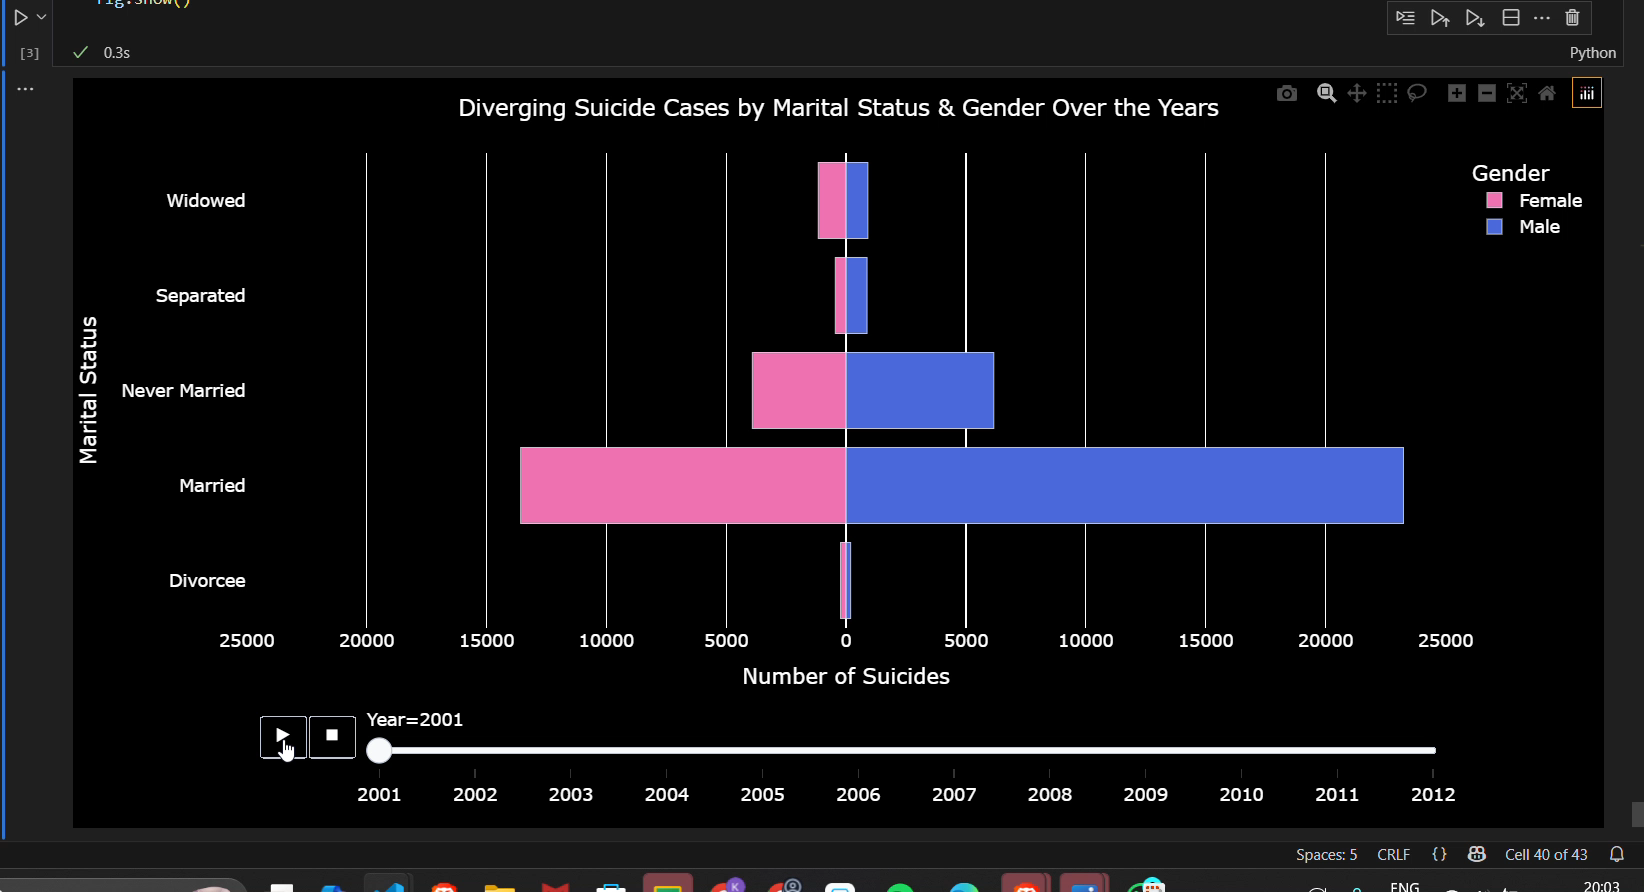 fig.show()
[3]
0.3s
Python
Diverging Suicide Cases by Marital Status & Gender Over the Years
Gender
Female
Male
Marital Status
Widowed
Separated
Never Married
Married
Divorcee
25000 20000 15000 10000 5000 0 5000 10000 15000 20000 25000
Number of Suicides
Year=2001
2001 2002 2003 2004 2005 2006 2007 2008 2009 2010 2011 2012
Spaces: 5 CRLF {} Cell 40 of 43
K
ENG
20:03